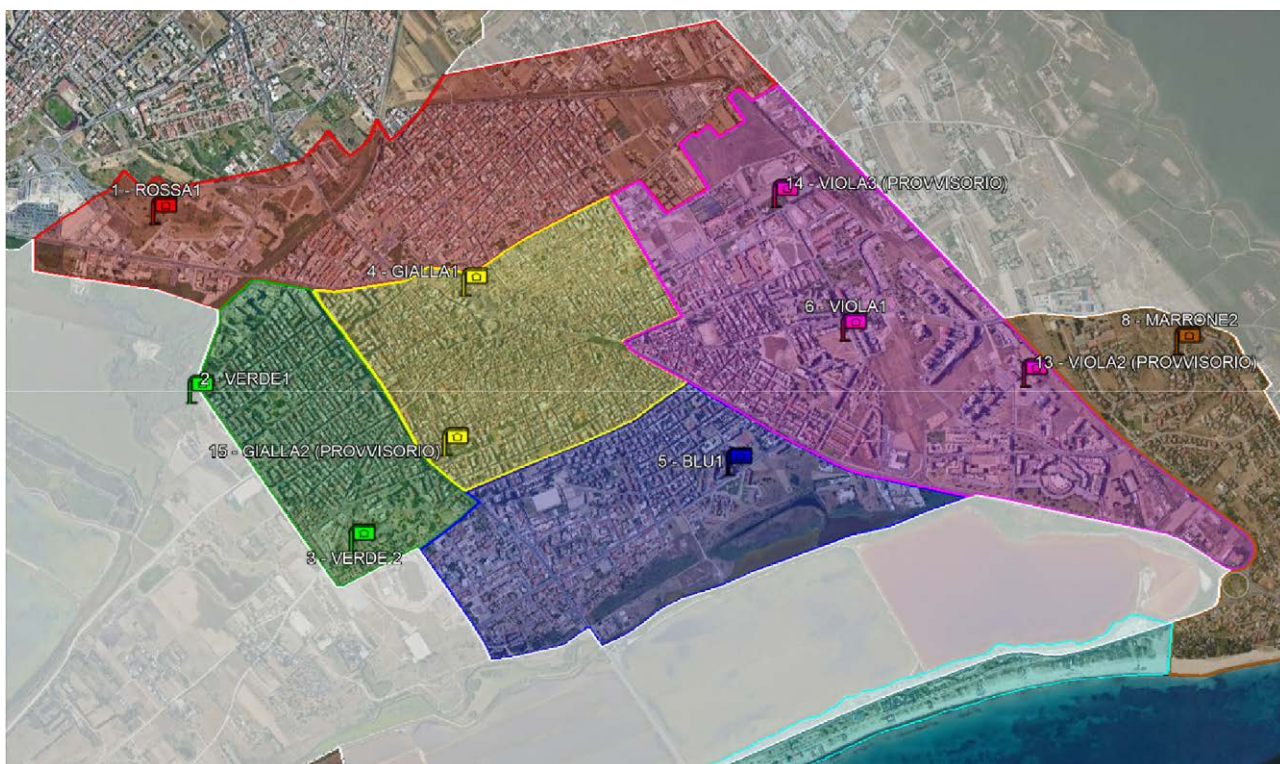 1 - ROSSA1
14 - VIOLA3 (PROVVISORIO)
4 - GIALLA1
6 - VIOLA1
8 - MARRONE2
13 - VIOLA2 (PROVVISORIO)
2 - VERDE1
15 - GIALLA2 (PROVVISORIO)
5 - BLU1
3 - VERDE 2